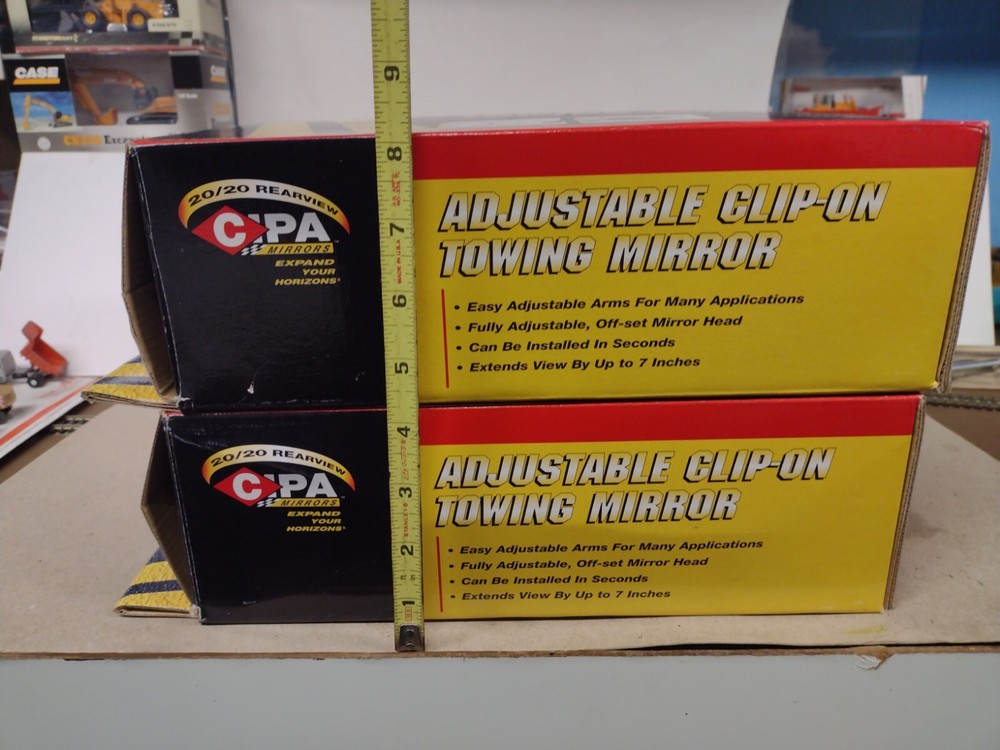 CASE
9
8
7
6
5
4
3
2
1
MADE IN U.S.A.
STANLEY
20/20 REARVIEW
CIPA
MIRRORS
EXPAND
YOUR
HORIZONS
ADJUSTABLE CLIP-ON
TOWING MIRROR
• Easy Adjustable Arms For Many Applications
• Fully Adjustable, Off-set Mirror Head
• Can Be Installed In Seconds
• Extends View By Up to 7 Inches
20/20 REARVIEW
CIPA
MIRRORS
EXPAND
YOUR
HORIZONS
ADJUSTABLE CLIP-ON
TOWING MIRROR
• Easy Adjustable Arms For Many Applications
• Fully Adjustable, Off-set Mirror Head
• Can Be Installed In Seconds
• Extends View By Up to 7 Inches